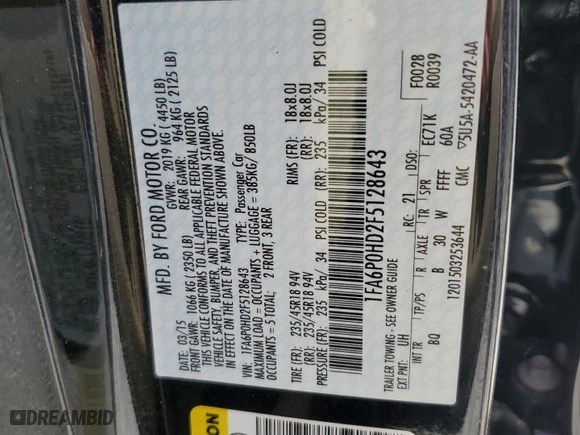 MFD. BY FORD MOTOR CO.
03/15 GVWR: 2019 KG ( 4450 LB)
FRONT GAWR: 1066 KG ( 2350 LB) REAR GAWR: 964 KG ( 2125 LB)
THIS VEHICLE CONFORMS TO ALL APPLICABLE FEDERAL MOTOR
VEHICLE SAFETY, BUMPER, AND THEFT PREVENTION STANDARDS
IN EFFECT ON THE DATE OF MANUFACTURE SHOWN ABOVE.
VIN: 1FA6P0HD2F5128643 TYPE: Passenger Car
MAXIMUM LOAD = OCCUPANTS + LUGGAGE = 385KG/ 850LB
OCCUPANTS = 5 TOTAL: 2 FRONT, 3 REAR
TIRE (FR): 235/45R18 94V RIMS (FR): 18x8.0J
TIRE (RR): 235/45R18 94V (RR): 18x8.0J
PRESSURE (FR): 235 kPa/ 34 PSI COLD (RR): 235 kPa/ 34 PSI COLD
1FA6P0HD2F5128643
TRAILER TOWING - SEE OWNER GUIDE
EXT PNT: UH RC: 21 DSO: F0028
R0039
INT TR TP/PS R AXLE TR SPR EC71K
BQ B 30 W 60A
1201503253644 CMC ▽5U5A-5420472-AA
ON
DREAMBID